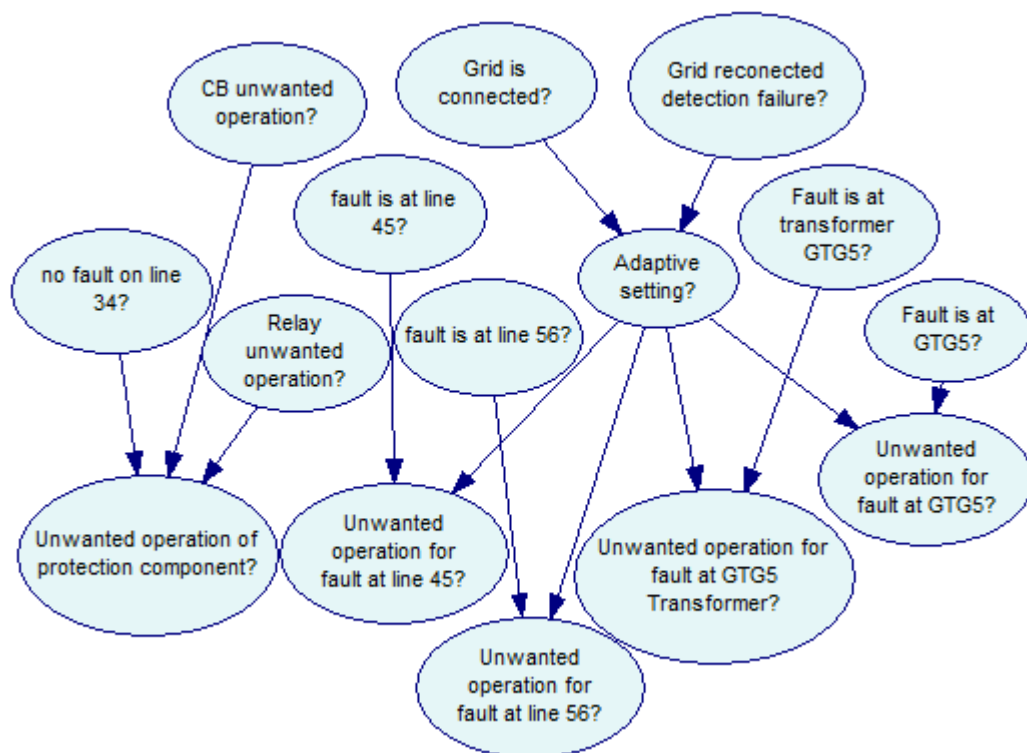 CB unwanted
operation?
Grid is
connected?
Grid reconected
detection failure?
fault is at line
45?
Fault is at
transformer
GTG5?
no fault on line
34?
Adaptive
setting?
Relay
unwanted
operation?
fault is at line 56?
Fault is at
GTG5?
Unwanted operation of
protection component?
Unwanted
operation for
fault at line 45?
Unwanted operation for
fault at GTG5
Transformer?
Unwanted
operation for
fault at GTG5?
Unwanted
operation for
fault at line 56?